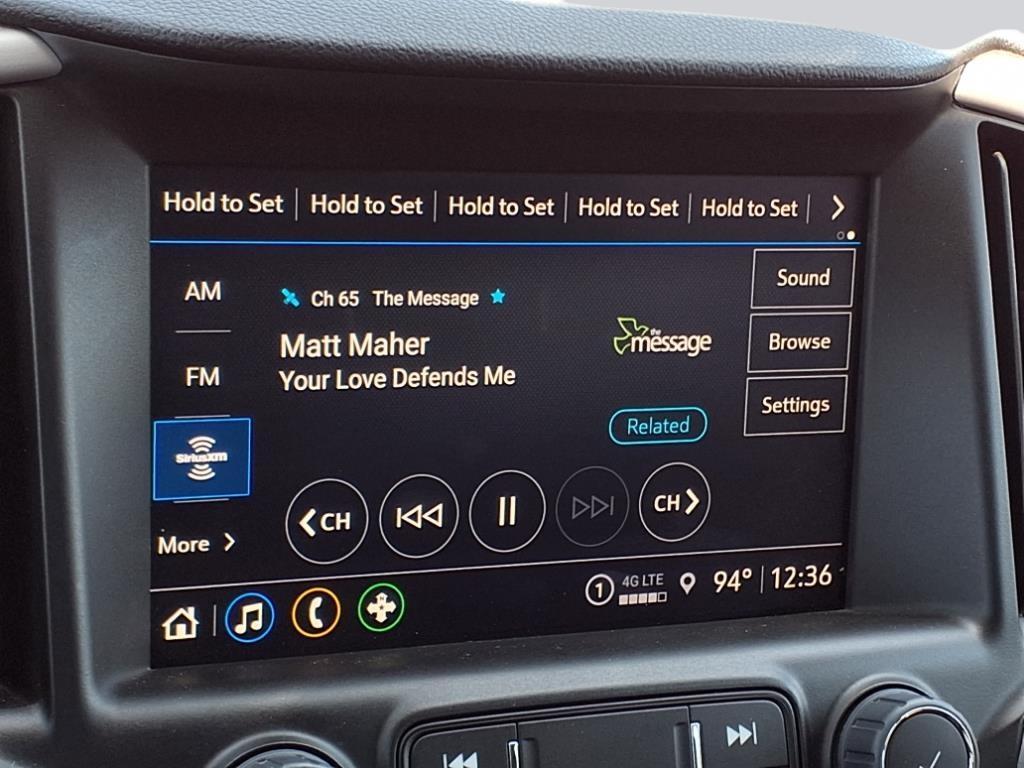 Hold to Set Hold to Set Hold to Set Hold to Set Hold to Set
AM
Ch 65 The Message
Sound
Matt Maher
the message
Browse
FM
Your Love Defends Me
Settings
Related
SiriusXM
CH
CH
More
1 4G LTE 94° 12:36